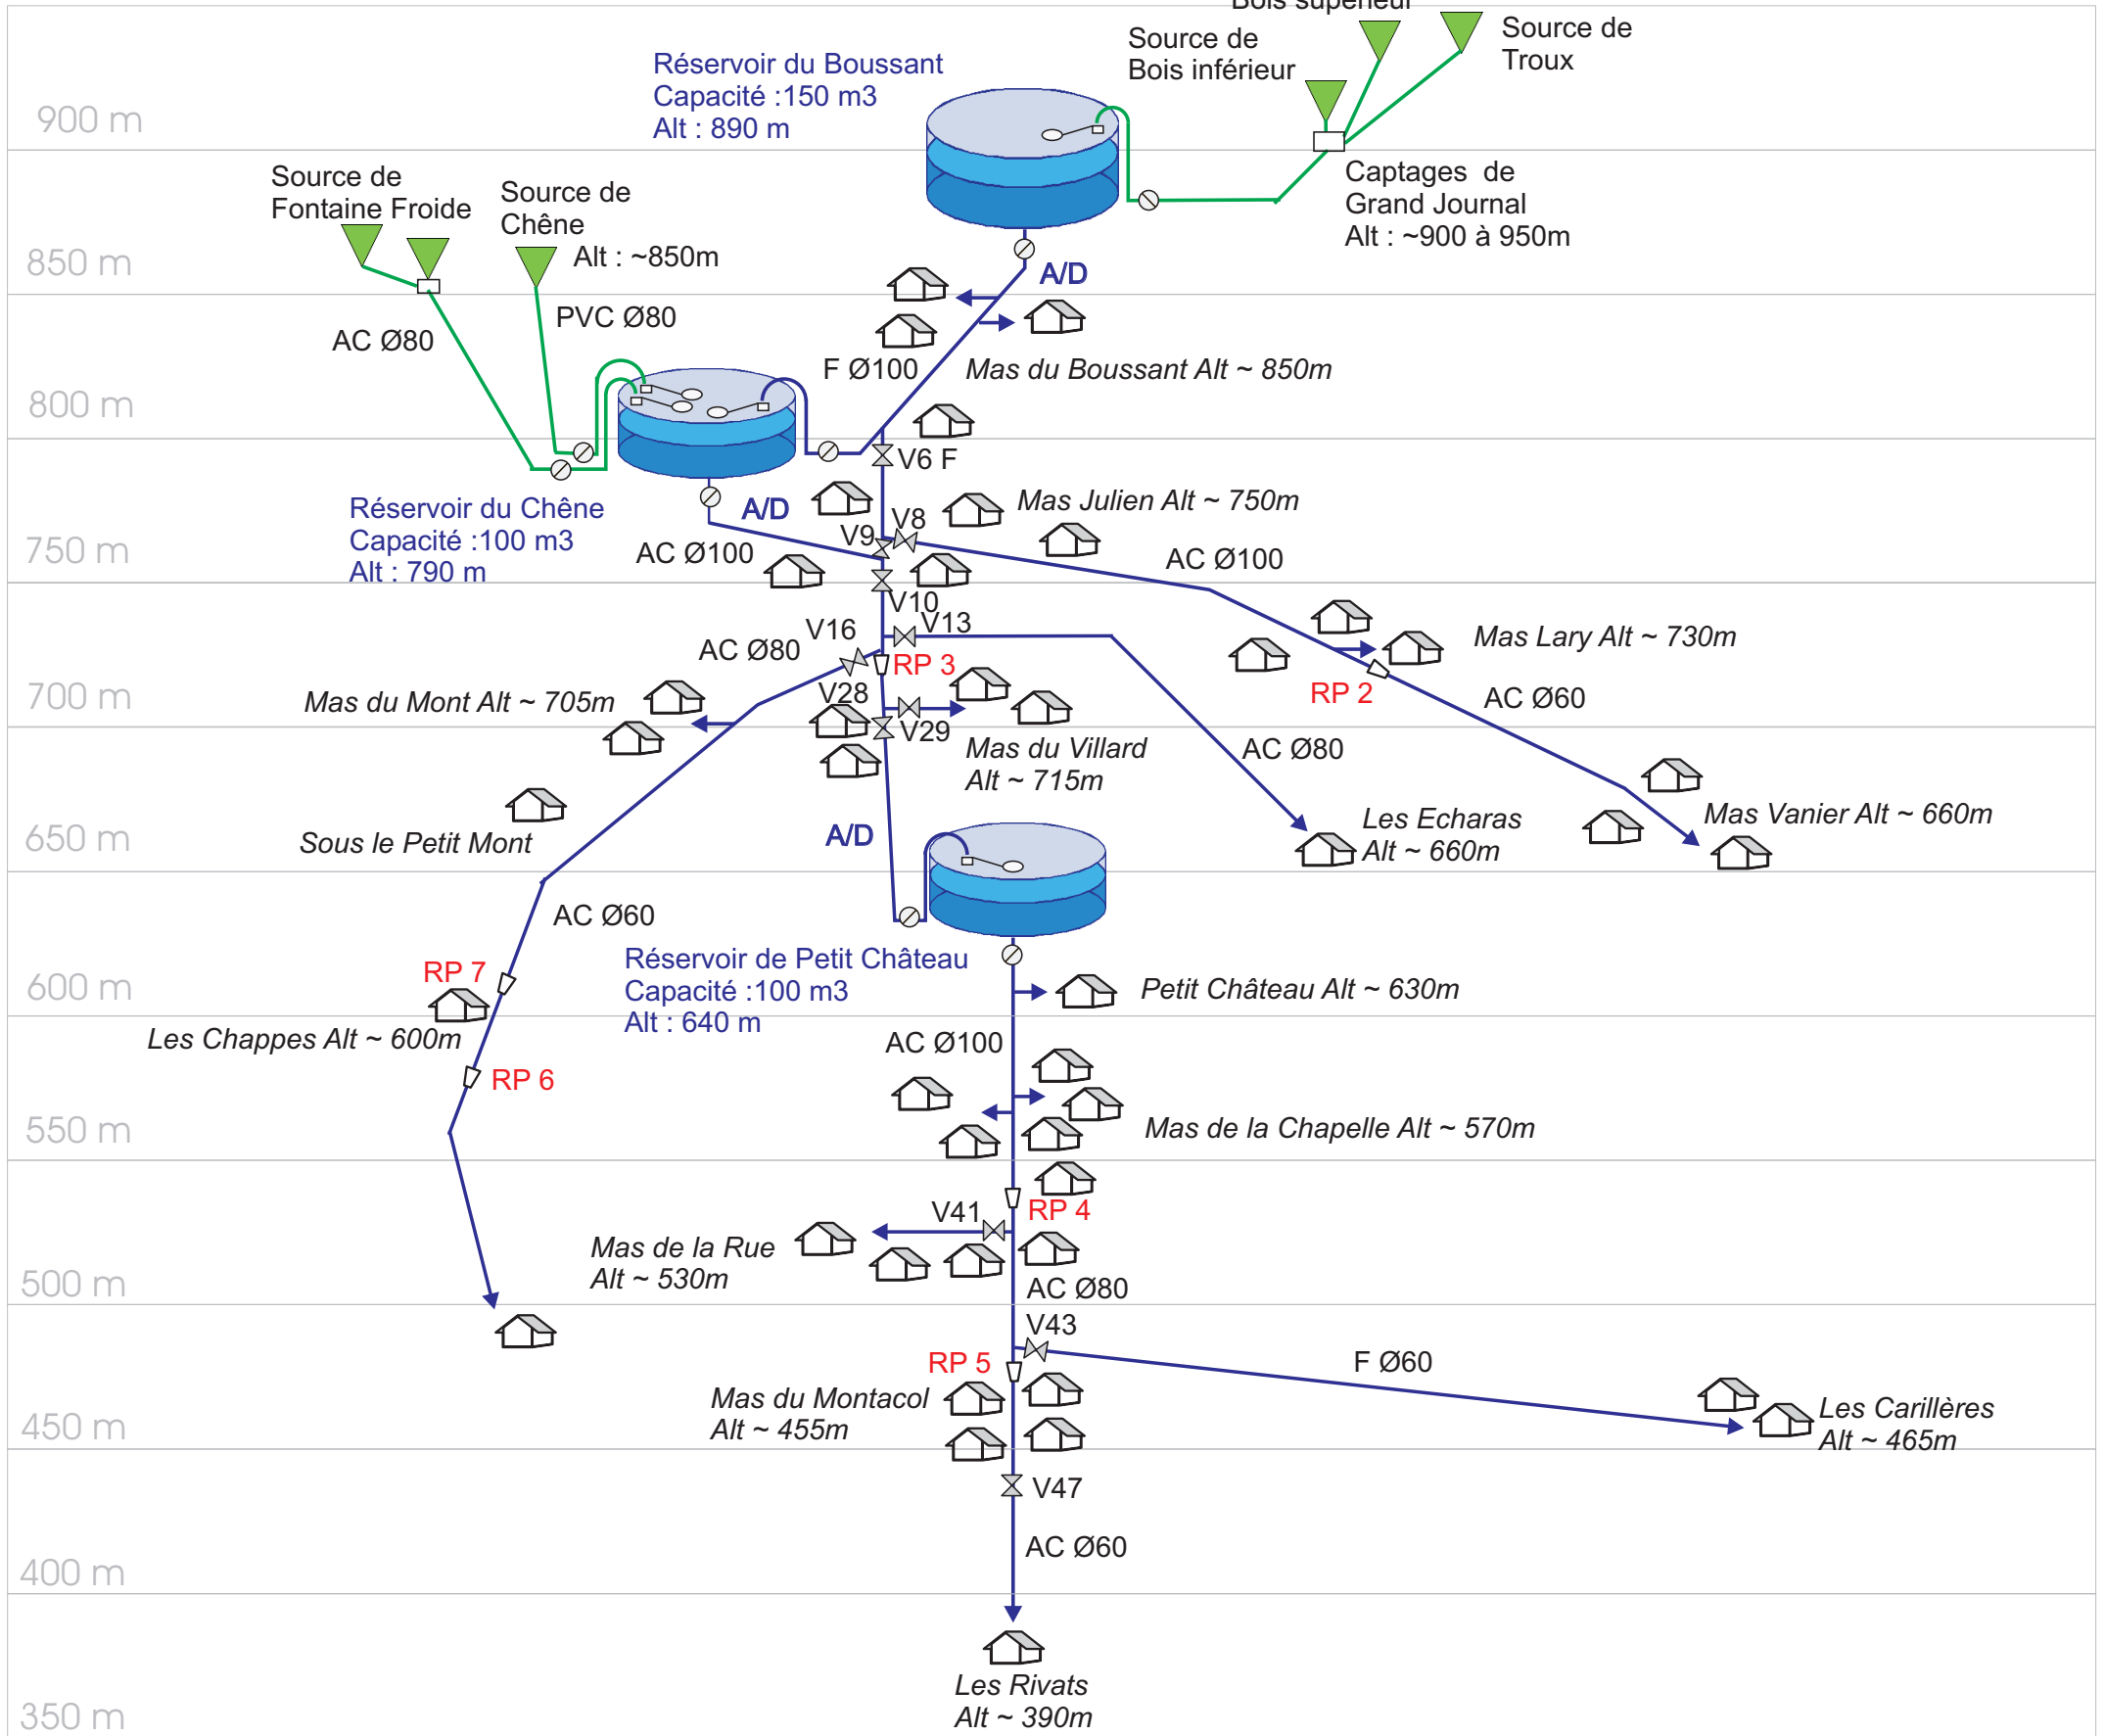 Bois supérieur
Source de
Troux
Source de
Bois inférieur
Réservoir du Boussant
Capacité :150 m3
Alt : 890 m
900 m
Captages de
Grand Journal
Alt : ~900 à 950m
Source de
Fontaine Froide
Source de
Chêne
Alt : ~850m
850 m
A/D
PVC Ø80
AC Ø80
F Ø100
Mas du Boussant Alt ~ 850m
800 m
V6 F
Réservoir du Chêne
Capacité :100 m3
Alt : 790 m
A/D
Mas Julien Alt ~ 750m
V8
V9
750 m
AC Ø100
AC Ø100
V10
V13
V16
AC Ø80
RP 3
Mas Lary Alt ~ 730m
RP 2
AC Ø60
700 m
Mas du Mont Alt ~ 705m
V28
V29
Mas du Villard
Alt ~ 715m
AC Ø80
Mas Vanier Alt ~ 660m
Les Echaras
Alt ~ 660m
650 m
Sous le Petit Mont
A/D
AC Ø60
Réservoir de Petit Château
Capacité :100 m3
Alt : 640 m
RP 7
600 m
Petit Château Alt ~ 630m
Les Chappes Alt ~ 600m
AC Ø100
RP 6
550 m
Mas de la Chapelle Alt ~ 570m
V41
RP 4
Mas de la Rue
Alt ~ 530m
500 m
AC Ø80
V43
RP 5
F Ø60
Mas du Montacol
Alt ~ 455m
Les Carillères
Alt ~ 465m
450 m
V47
AC Ø60
400 m
Les Rivats
Alt ~ 390m
350 m